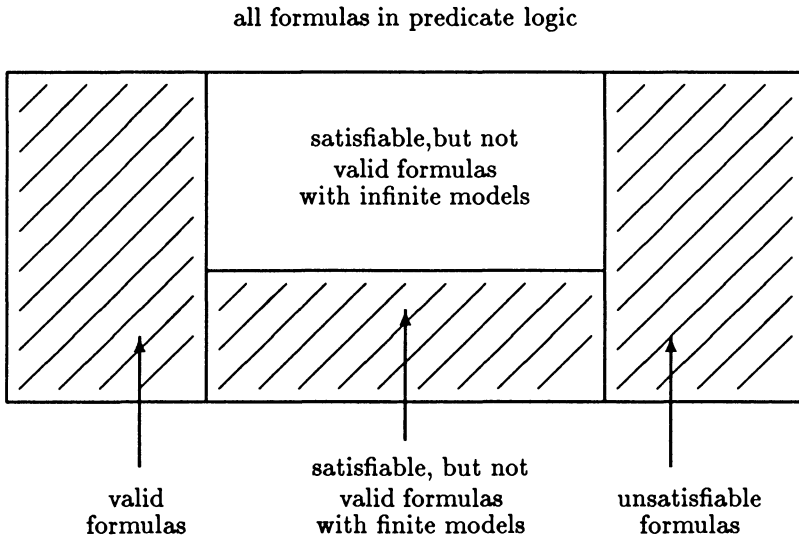 all formulas in predicate logic
satisfiable,but not
valid formulas
with infinite models
satisfiable, but not
valid formulas
with finite models
valid
formulas
unsatisfiable
formulas